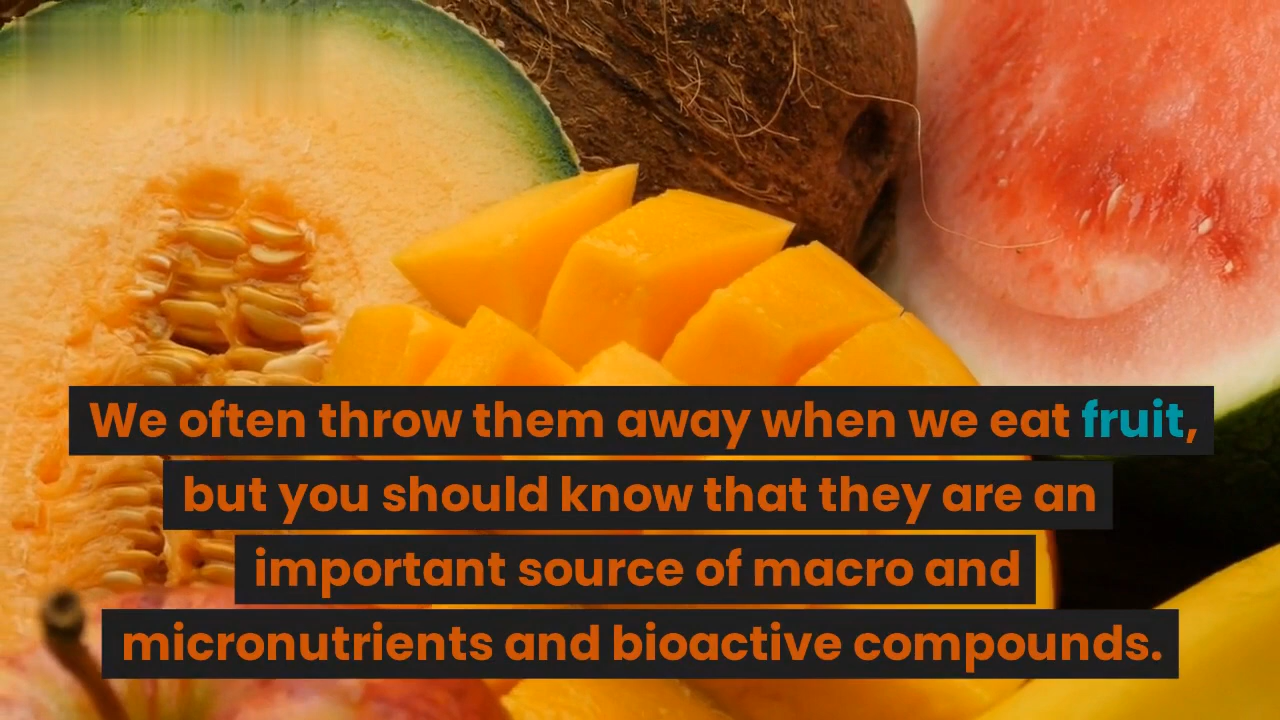 We often throw them away when we eat fruit,
but you should know that they are an
important source of macro and
micronutrients and bioactive compounds.